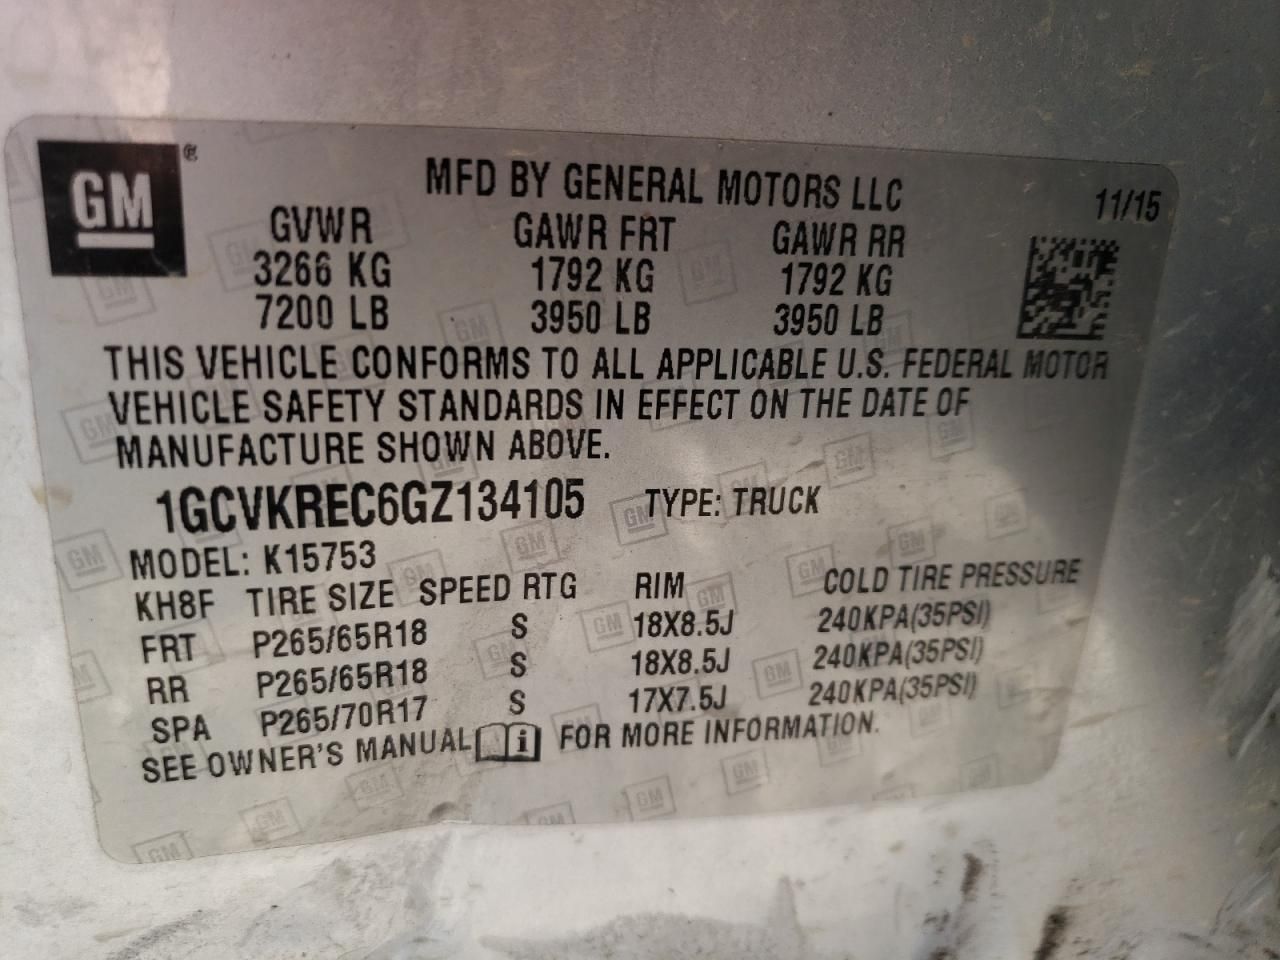 GM
MFD BY GENERAL MOTORS LLC
11/15
GVWR GAWR FRT GAWR RR
3266 KG 1792 KG 1792 KG
7200 LB 3950 LB 3950 LB
THIS VEHICLE CONFORMS TO ALL APPLICABLE U.S. FEDERAL MOTOR
VEHICLE SAFETY STANDARDS IN EFFECT ON THE DATE OF
MANUFACTURE SHOWN ABOVE.
1GCVKREC6GZ134105 TYPE: TRUCK
MODEL: K15753
KH8F TIRE SIZE SPEED RTG RIM COLD TIRE PRESSURE
FRT P265/65R18 S 18X8.5J 240KPA(35PSI)
RR P265/65R18 S 18X8.5J 240KPA(35PSI)
SPA P265/70R17 S 17X7.5J 240KPA(35PSI)
SEE OWNER'S MANUAL i FOR MORE INFORMATION.